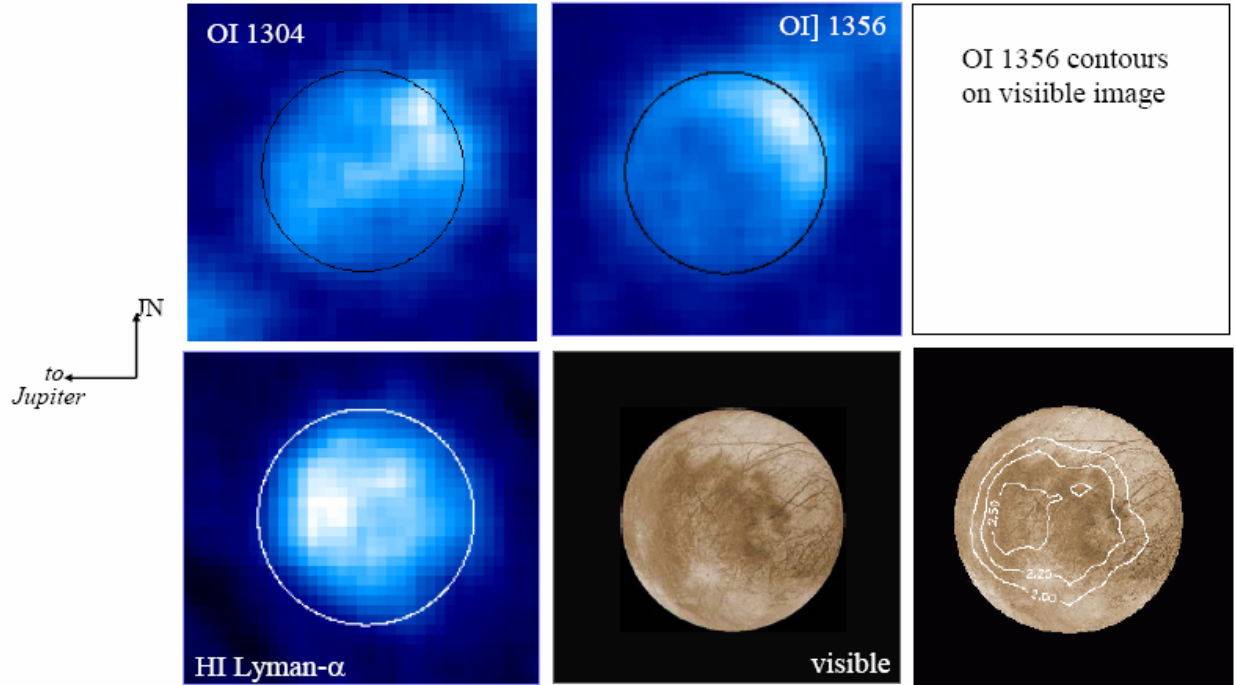 OI 1304
OI] 1356
OI 1356 contours
on visiible image
JN
to
Jupiter
HI Lyman-α
visible
2.50
2.20
2.00